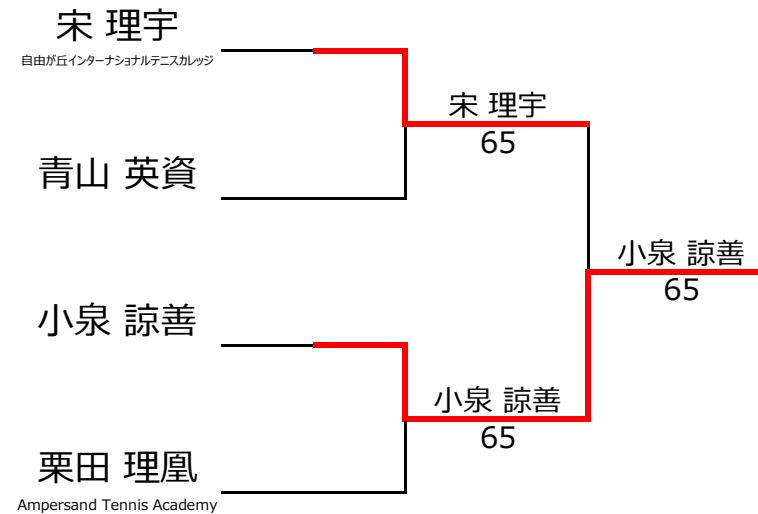 宋 理宇
自由が丘インターナショナルテニスカレッジ
宋 理宇
65
青山 英資
小泉 諒善
65
小泉 諒善
小泉 諒善
65
栗田 理凰
Ampersand Tennis Academy